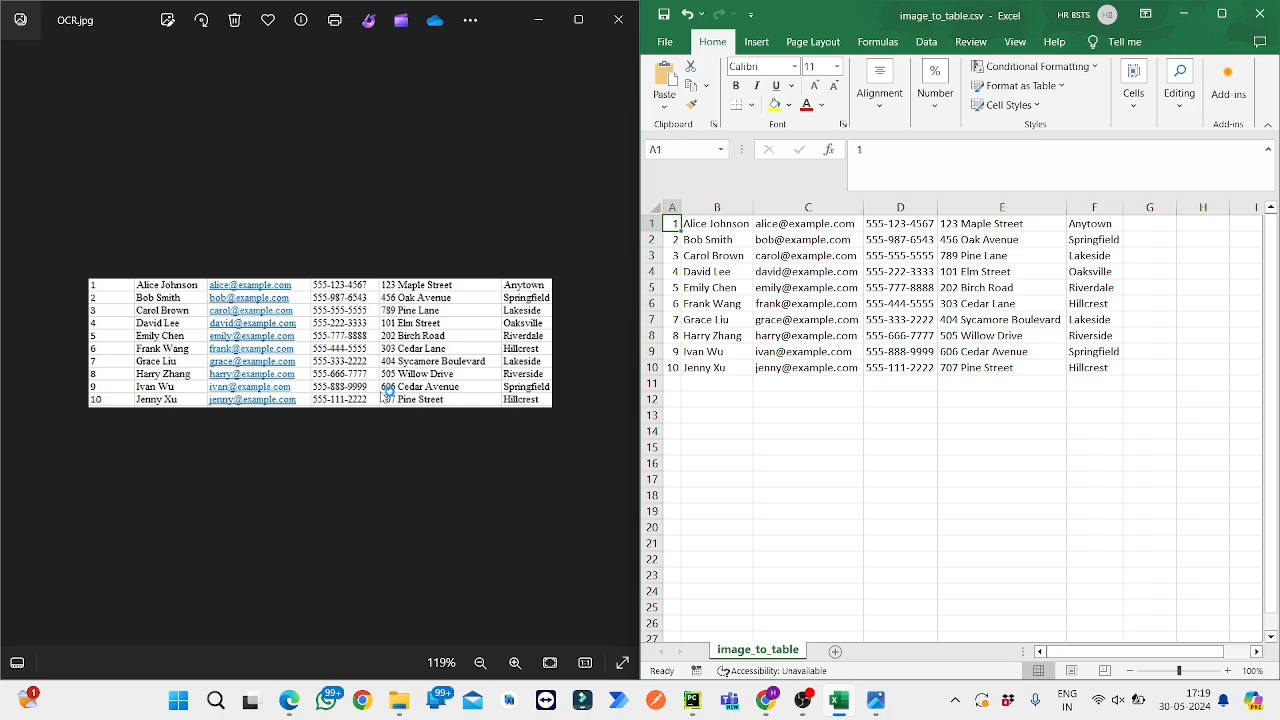 OCR.jpg
image_to_table.csv - Excel
HR BSTS
HB
File Home Insert Page Layout Formulas Data Review View Help Tell me
Paste
Clipboard
Calibri 11
B I U
Font
Alignment
%
Number
Conditional Formatting
Format as Table
Cell Styles
Styles
Cells
Editing
Add-ins
Add-ins
A1 fx 1
A B C D E F G H I
1 Alice Johnson alice@example.com 555-123-4567 123 Maple Street Anytown
2 Bob Smith bob@example.com 555-987-6543 456 Oak Avenue Springfield
3 Carol Brown carol@example.com 555-555-5555 789 Pine Lane Lakeside
4 David Lee david@example.com 555-222-3333 101 Elm Street Oaksville
5 Emily Chen emily@example.com 555-777-8888 202 Birch Road Riverdale
6 Frank Wang frank@example.com 555-444-5555 303 Cedar Lane Hillcrest
7 Grace Liu grace@example.com 555-333-2222 404 Sycamore Boulevard Lakeside
8 Harry Zhang harry@example.com 555-666-7777 505 Willow Drive Riverside
9 Ivan Wu ivan@example.com 555-888-9999 606 Cedar Avenue Springfield
10 Jenny Xu jenny@example.com 555-111-2222 Pine Street Hillcrest
1 1 Alice Johnson alice@example.com 555-123-4567 123 Maple Street Anytown
2 2 Bob Smith bob@example.com 555-987-6543 456 Oak Avenue Springfield
3 3 Carol Brown carol@example.com 555-555-5555 789 Pine Lane Lakeside
4 4 David Lee david@example.com 555-222-3333 101 Elm Street Oaksville
5 5 Emily Chen emily@example.com 555-777-8888 202 Birch Road Riverdale
6 6 Frank Wang frank@example.com 555-444-5555 303 Cedar Lane Hillcrest
7 7 Grace Liu grace@example.com 555-333-2222 404 Sycamore Boulevard Lakeside
8 8 Harry Zhang harry@example.com 555-666-7777 505 Willow Drive Riverside
9 9 Ivan Wu ivan@example.com 555-888-9999 606 Cedar Avenue Springfield
10 10 Jenny Xu jenny@example.com 555-111-2222 707 Pine Street Hillcrest
11
12
13
14
15
16
17
18
19
20
21
22
23
24
25
26
27
image_to_table
119%
Ready Accessibility: Unavailable 100%
1
99+
99+
ENG
IN
17:19
30-05-2024